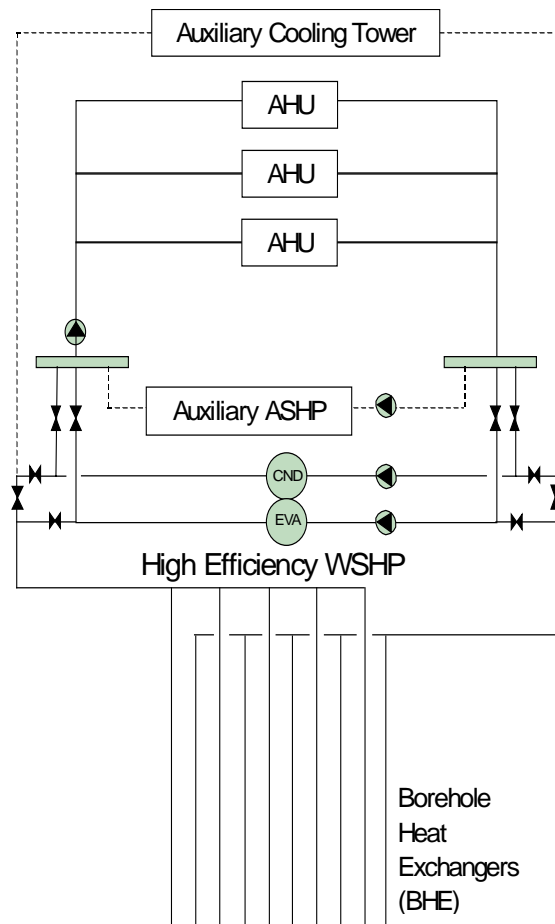 Auxiliary Cooling Tower
AHU
AHU
AHU
Auxiliary ASHP
CND
EVA
High Efficiency WSHP
Borehole
Heat
Exchangers
(BHE)